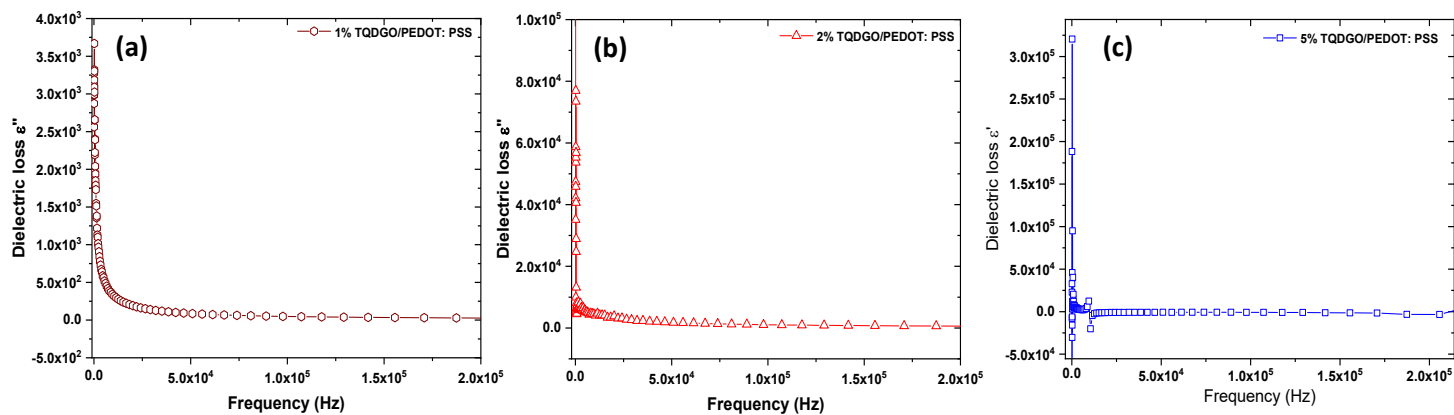 (a)
1% TQDGO/PEDOT: PSS
4.0x10³
3.5x10³
3.0x10³
2.5x10³
2.0x10³
1.5x10³
1.0x10³
5.0x10²
0.0
-5.0x10²
Dielectric loss ε"
0.0 5.0x10⁴ 1.0x10⁵ 1.5x10⁵ 2.0x10⁵
Frequency (Hz)
(b)
2% TQDGO/PEDOT: PSS
1.0x10⁵
8.0x10⁴
6.0x10⁴
4.0x10⁴
2.0x10⁴
0.0
Dielectric loss ε"
0.0 5.0x10⁴ 1.0x10⁵ 1.5x10⁵ 2.0x10⁵
Frequency (Hz)
(c)
5% TQDGO/PEDOT: PSS
3.0x10⁵
2.5x10⁵
2.0x10⁵
1.5x10⁵
1.0x10⁵
5.0x10⁴
0.0
-5.0x10⁴
Dielectric loss ε'
0.0 5.0x10⁴ 1.0x10⁵ 1.5x10⁵ 2.0x10⁵
Frequency (Hz)